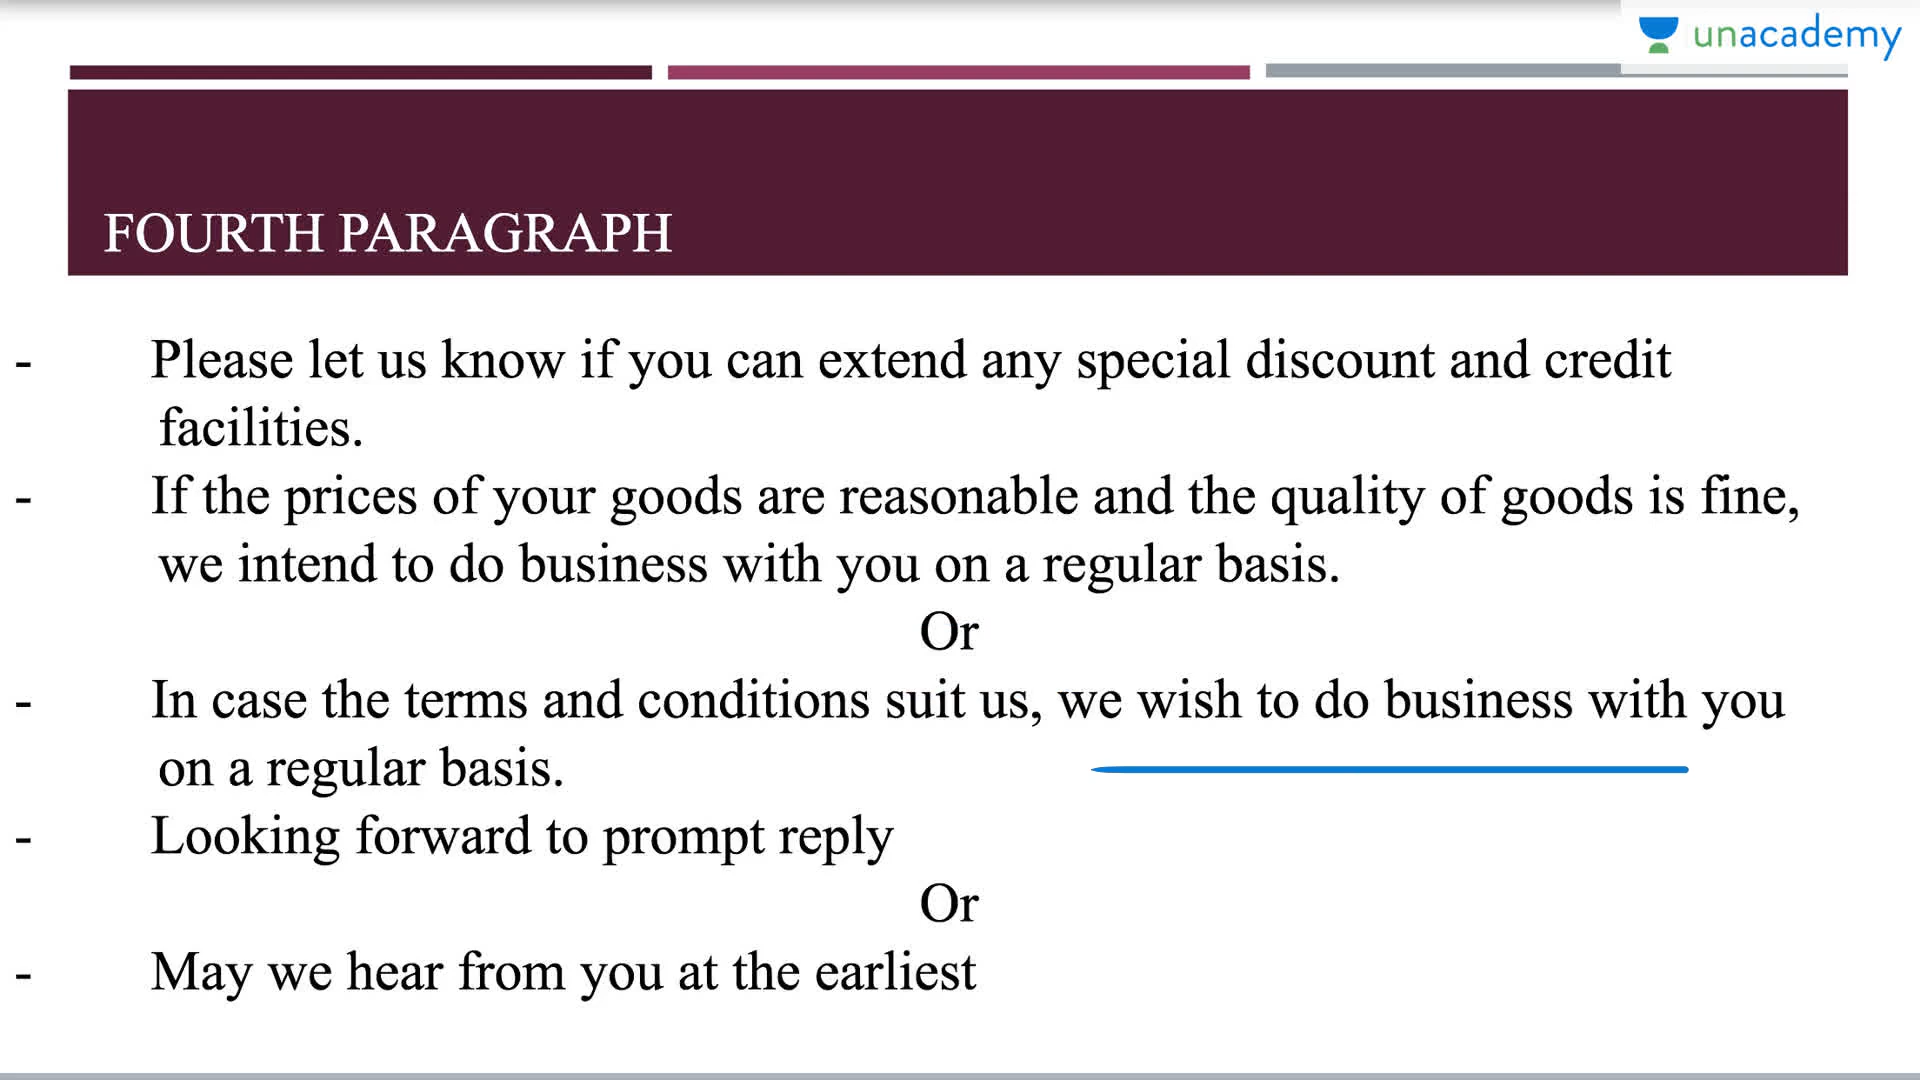 unacademy
FOURTH PARAGRAPH
- Please let us know if you can extend any special discount and credit
facilities.
- If the prices of your goods are reasonable and the quality of goods is fine,
we intend to do business with you on a regular basis.
Or
- In case the terms and conditions suit us, we wish to do business with you
on a regular basis.
- Looking forward to prompt reply
Or
- May we hear from you at the earliest